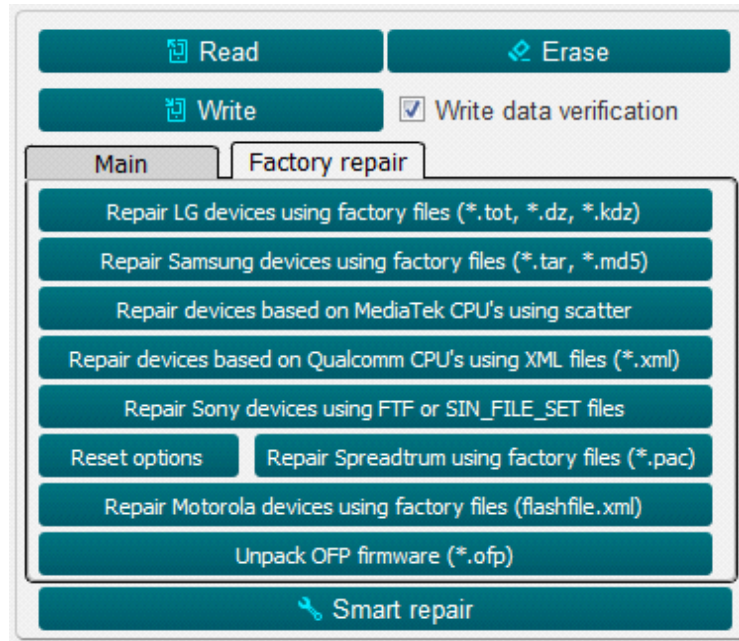 Read
Erase
Write
Write data verification
Main
Factory repair
Repair LG devices using factory files (*.tot, *.dz, *.kdz)
Repair Samsung devices using factory files (*.tar, *.md5)
Repair devices based on MediaTek CPU's using scatter
Repair devices based on Qualcomm CPU's using XML files (*.xml)
Repair Sony devices using FTF or SIN_FILE_SET files
Reset options
Repair Spreadtrum using factory files (*.pac)
Repair Motorola devices using factory files (flashfile.xml)
Unpack OFP firmware (*.ofp)
Smart repair